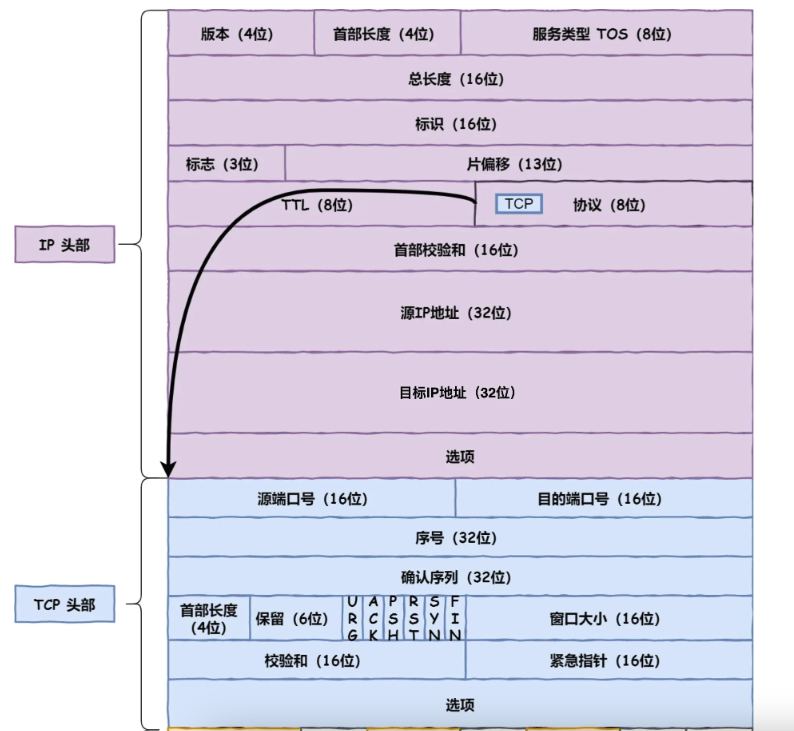 版本（4位） 首部长度（4位） 服务类型 TOS（8位）
总长度（16位）
标识（16位）
标志（3位） 片偏移（13位）
TTL（8位） TCP 协议（8位）
IP 头部
首部校验和（16位）
源IP地址（32位）
目标IP地址（32位）
选项
源端口号（16位） 目的端口号（16位）
序号（32位）
确认序列（32位）
TCP 头部
首部长度
（4位）
保留（6位）
URG ACK PSH RST SYN FIN
窗口大小（16位）
校验和（16位） 紧急指针（16位）
选项